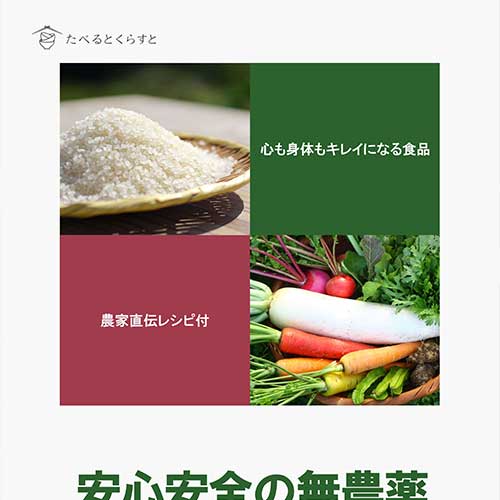 たべるとくらすと
心も身体もキレイになる食品
農家直伝レシピ付
安心安全の無農薬